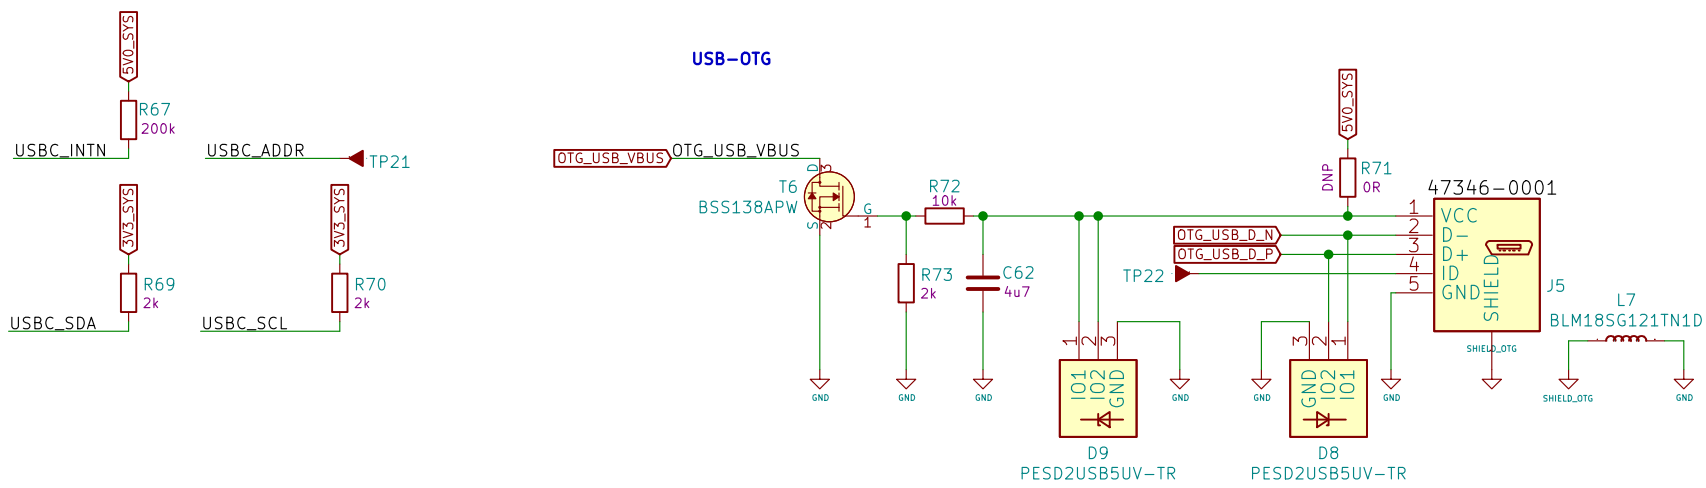 USB-OTG
5V0_SYS
R67
200k
USBC_INTN
USBC_ADDR
TP21
3V3_SYS
R69
2k
USBC_SDA
3V3_SYS
R70
2k
USBC_SCL
OTG_USB_VBUS
OTG_USB_VBUS
T6
BSS138APW
D
3
G
1
S
2
GND
R72
10k
R73
2k
GND
C62
4u7
GND
1
2
3
IO1
IO2
GND
D9
PESD2USB5UV-TR
GND
5V0_SYS
R71
DNP
0R
OTG_USB_D_N
OTG_USB_D_P
TP22
3
2
1
GND
IO2
IO1
D8
PESD2USB5UV-TR
GND
GND
47346-0001
1 VCC
2 D-
3 D+
4 ID
5 GND
SHIELD
J5
SHIELD_OTG
L7
BLM18SG121TN1D
SHIELD_OTG
GND